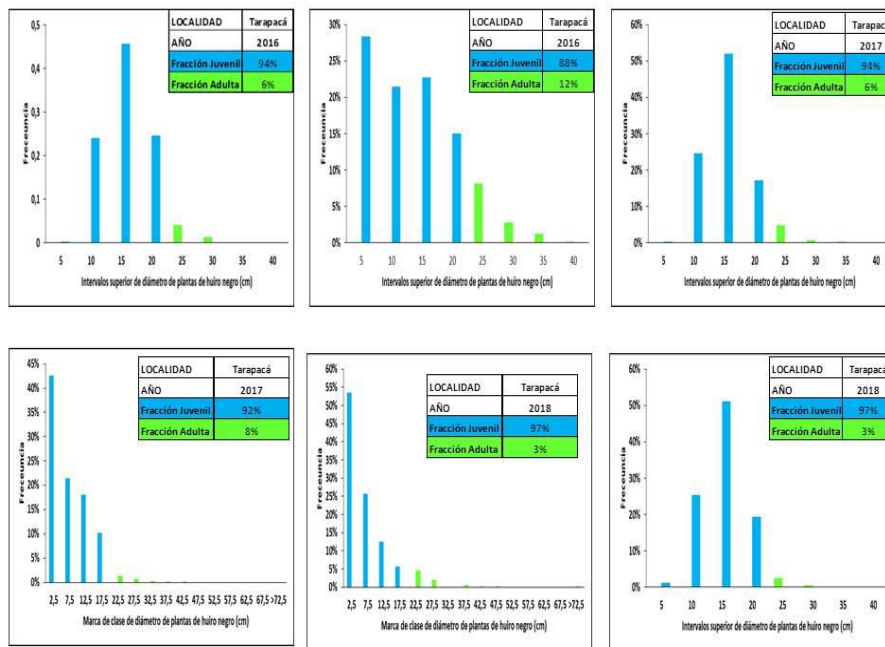 LOCALIDAD Tarapacá
AÑO 2016
Fracción Juvenil 94%
Fracción Adulta 6%
Freceuncia
0,5
0,4
0,3
0,2
0,1
0
5 10 15 20 25 30 35 40
Intervalos superior de diámetro de plantas de huiro negro (cm)
LOCALIDAD Tarapacá
AÑO 2016
Fracción Juvenil 88%
Fracción Adulta 12%
Freceuncia
30%
25%
20%
15%
10%
5%
0%
5 10 15 20 25 30 35 40
Intervalos superior de diámetro de plantas de huiro negro (cm)
LOCALIDAD Tarapacá
AÑO 2017
Fracción Juvenil 94%
Fracción Adulta 6%
Freceuncia
60%
50%
40%
30%
20%
10%
0%
5 10 15 20 25 30 35 40
Intervalos superior de diámetro de plantas de huiro negro (cm)
LOCALIDAD Tarapacá
AÑO 2017
Fracción Juvenil 92%
Fracción Adulta 8%
Freceuncia
45%
40%
35%
30%
25%
20%
15%
10%
5%
0%
2,5 7,5 12,5 17,5 22,5 27,5 32,5 37,5 42,5 47,5 52,5 57,5 62,5 67,5 >72,5
Marca de clase de diámetro de plantas de huiro negro (cm)
LOCALIDAD Tarapacá
AÑO 2018
Fracción Juvenil 97%
Fracción Adulta 3%
Freceuncia
60%
55%
50%
45%
40%
35%
30%
25%
20%
15%
10%
5%
0%
2,5 7,5 12,5 17,5 22,5 27,5 32,5 37,5 42,5 47,5 52,5 57,5 62,5 67,5 >72,5
Marca de clase de diámetro de plantas de huiro negro (cm)
LOCALIDAD Tarapacá
AÑO 2018
Fracción Juvenil 97%
Fracción Adulta 3%
Freceuncia
60%
50%
40%
30%
20%
10%
0%
5 10 15 20 25 30 35 40
Intervalos superior de diámetro de plantas de huiro negro (cm)